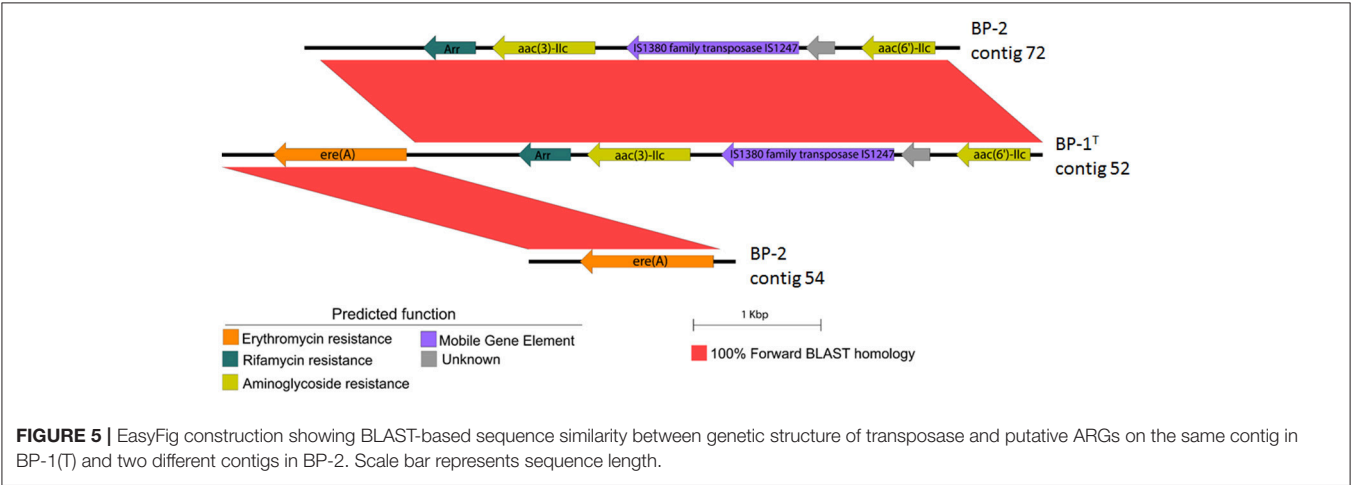 BP-2
contig 72
Arr
aac(3)-IIc
IS1380 family transposase IS1247
aac(6')-IIc
BP-1ᵀ
contig 52
ere(A)
Arr
aac(3)-IIc
IS1380 family transposase IS1247
aac(6')-IIc
BP-2
contig 54
ere(A)
Predicted function
Erythromycin resistance
Mobile Gene Element
Rifamycin resistance
Unknown
Aminoglycoside resistance
1 Kbp
100% Forward BLAST homology
FIGURE 5 | EasyFig construction showing BLAST-based sequence similarity between genetic structure of transposase and putative ARGs on the same contig in
BP-1(T) and two different contigs in BP-2. Scale bar represents sequence length.